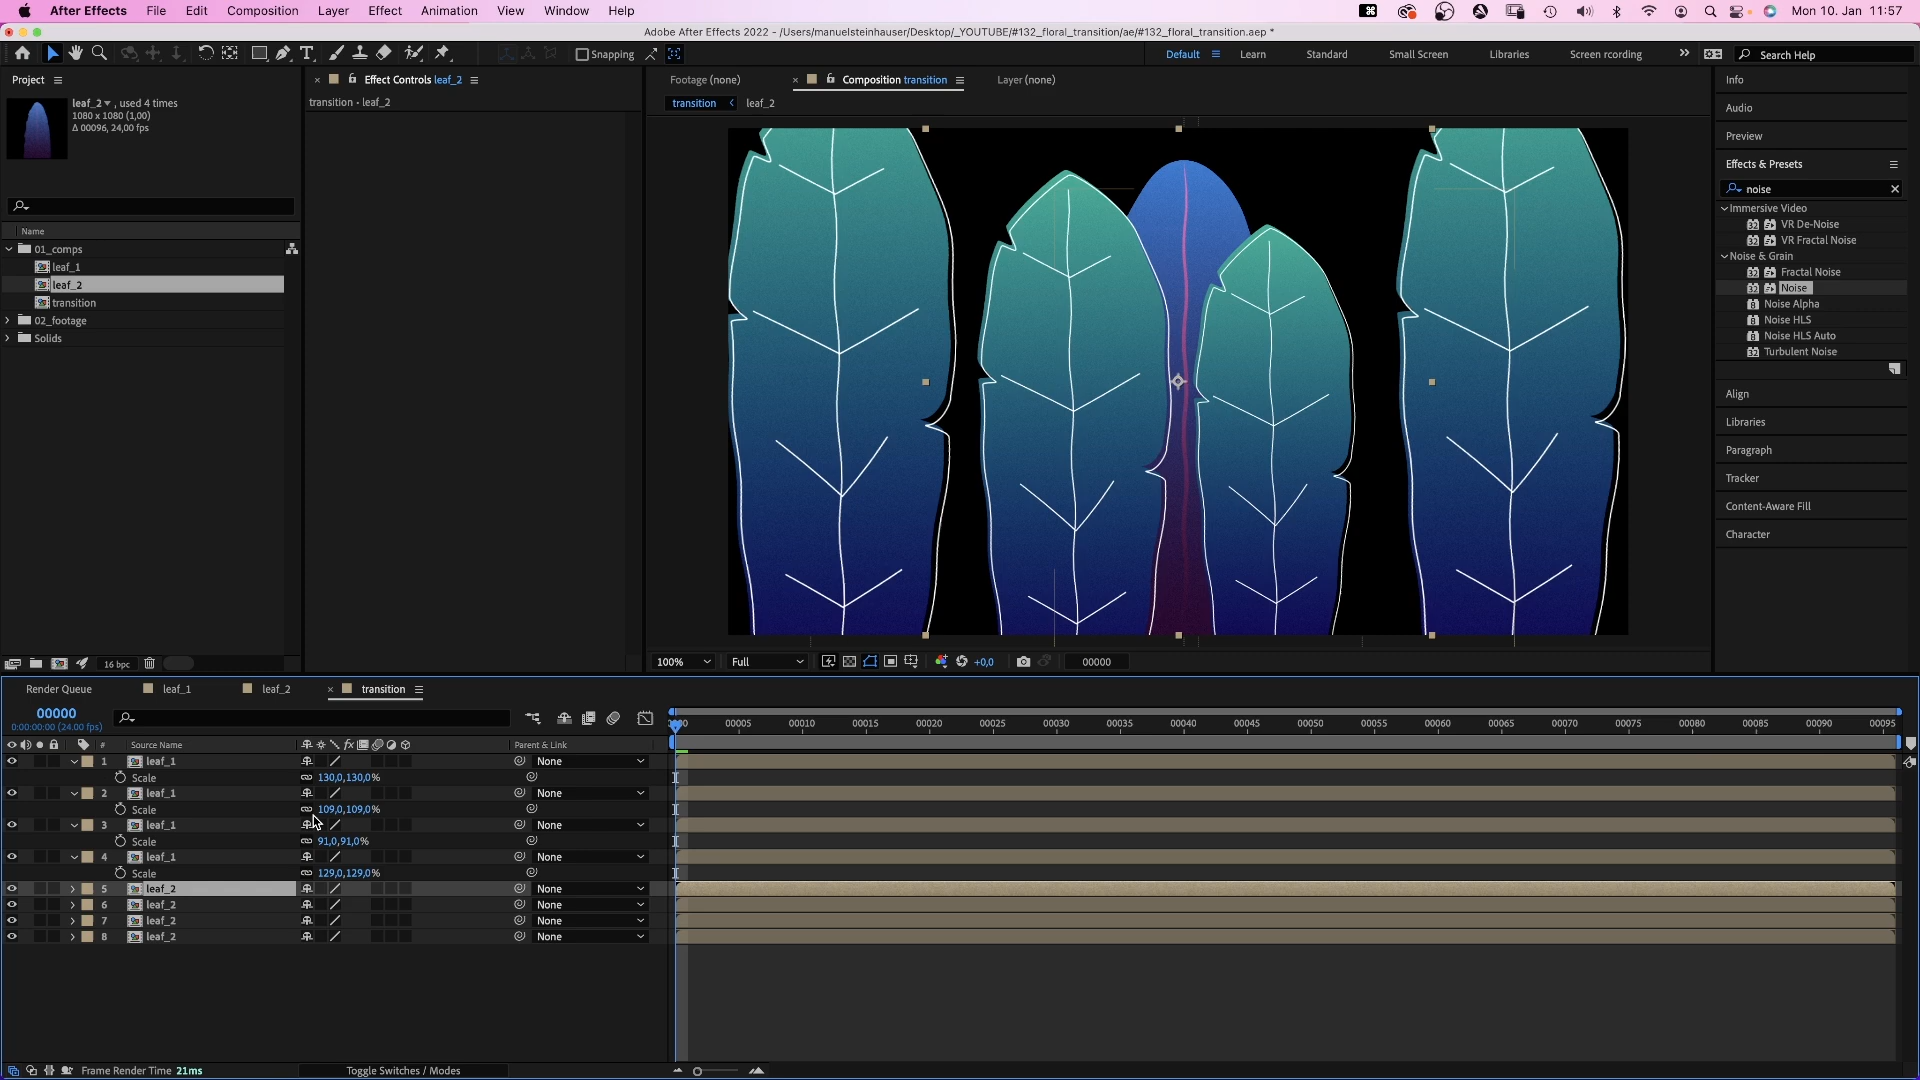 After Effects File Edit Composition Layer Effect Animation View Window Help Mon 10. Jan 11:57
Adobe After Effects 2022 - /Users/manuelsteinhauser/Desktop/_YOUTUBE/#132_floral_transition/ae/#132_floral_transition.aep *
Snapping Default Learn Standard Small Screen Libraries Screen recording Search Help
Project Effect Controls leaf_2 Footage (none) Composition transition Layer (none) Info
leaf_2 , used 4 times
1080 x 1080 (1,00)
Δ 00096, 24,00 fps
transition - leaf_2
transition leaf_2
Audio
Preview
Effects & Presets
noise
Immersive Video
VR De-Noise
VR Fractal Noise
Noise & Grain
Fractal Noise
Noise
Noise Alpha
Noise HLS
Noise HLS Auto
Turbulent Noise
Align
Libraries
Paragraph
Tracker
Content-Aware Fill
Character
Name
01_comps
leaf_1
leaf_2
transition
02_footage
Solids
16 bpc
100% Full +0,0 00000
Render Queue leaf_1 leaf_2 transition
00000
0:00:00:00 (24.00 fps)
00005 00010 00015 00020 00025 00030 00035 00040 00045 00050 00055 00060 00065 00070 00075 00080 00085 00090 00095
# Source Name Parent & Link
1 leaf_1 None
Scale 130,0,130,0%
2 leaf_1 None
Scale 109,0,109,0%
3 leaf_1 None
Scale 91,0,91,0%
4 leaf_1 None
Scale 129,0,129,0%
5 leaf_2 None
6 leaf_2 None
7 leaf_2 None
8 leaf_2 None
Frame Render Time 21ms Toggle Switches / Modes